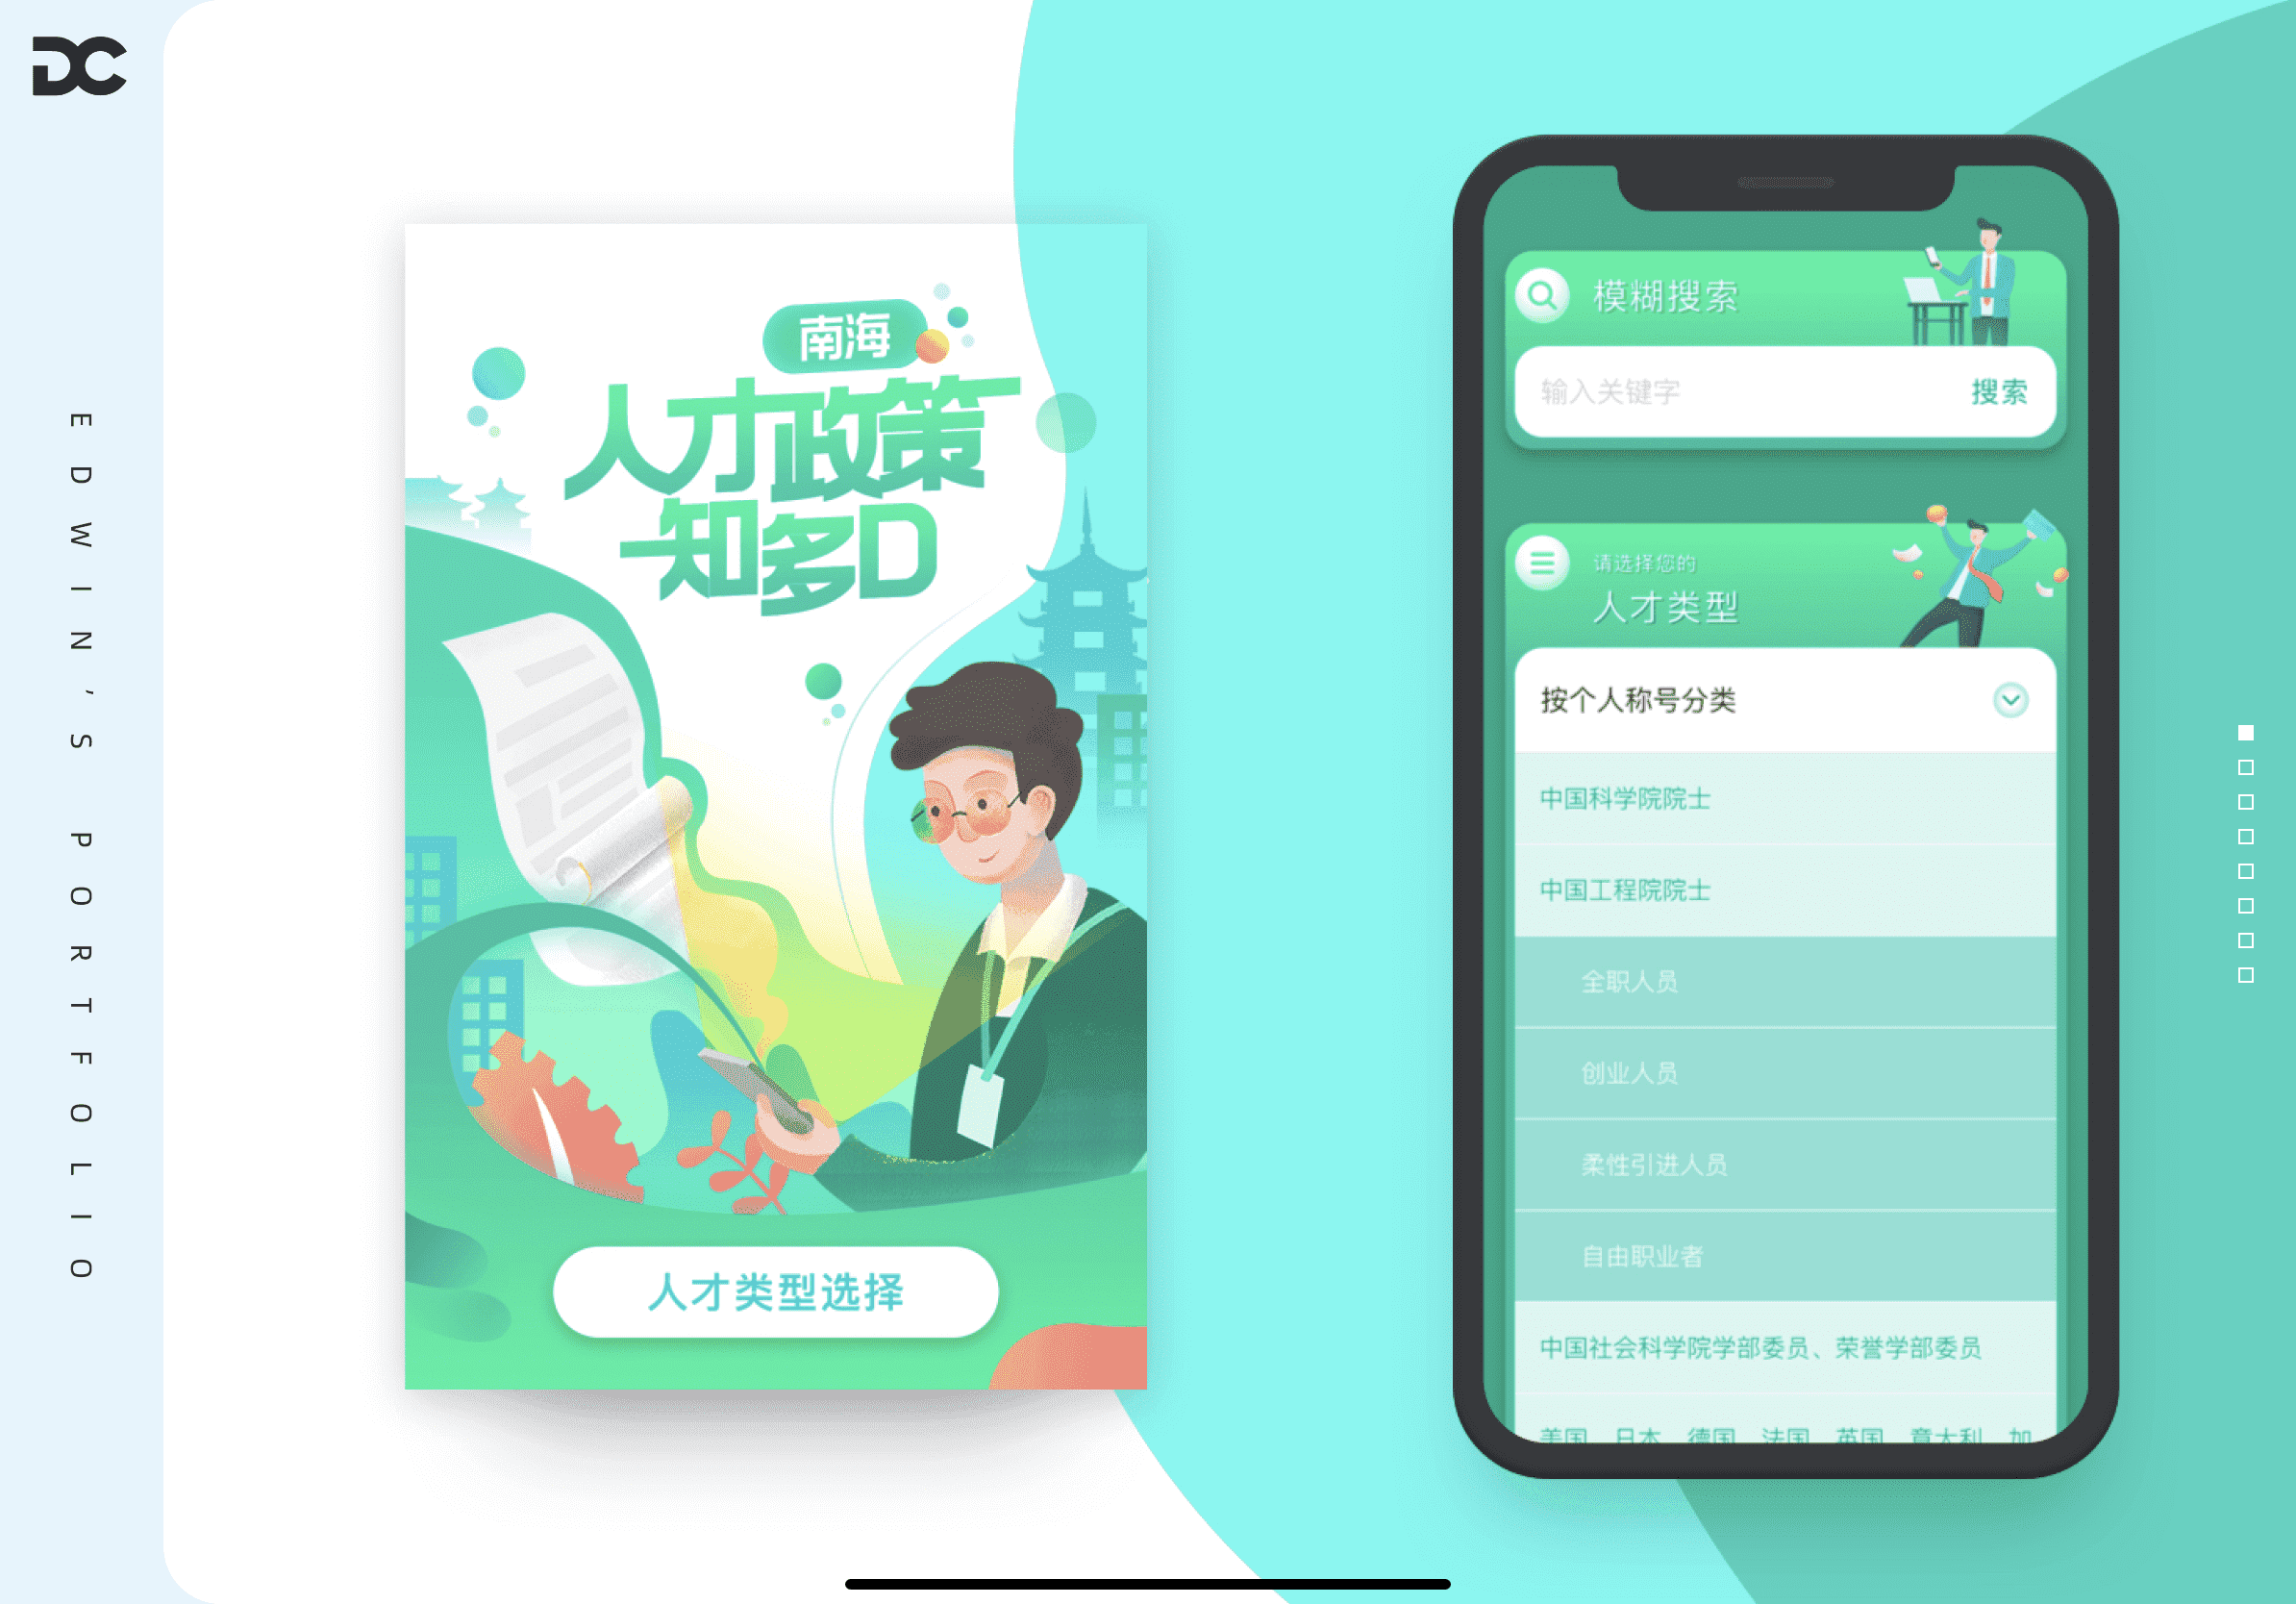 DC
EDWIN'S PORTFOLIO
南海
人才政策
知多D
人才类型选择
模糊搜索
输入关键字
搜索
请选择您的
人才类型
按个人称号分类
中国科学院院士
中国工程院院士
全职人员
创业人员
柔性引进人员
自由职业者
中国社会科学院学部委员、荣誉学部委员
美国、日本、德国、法国、英国、意大利、加